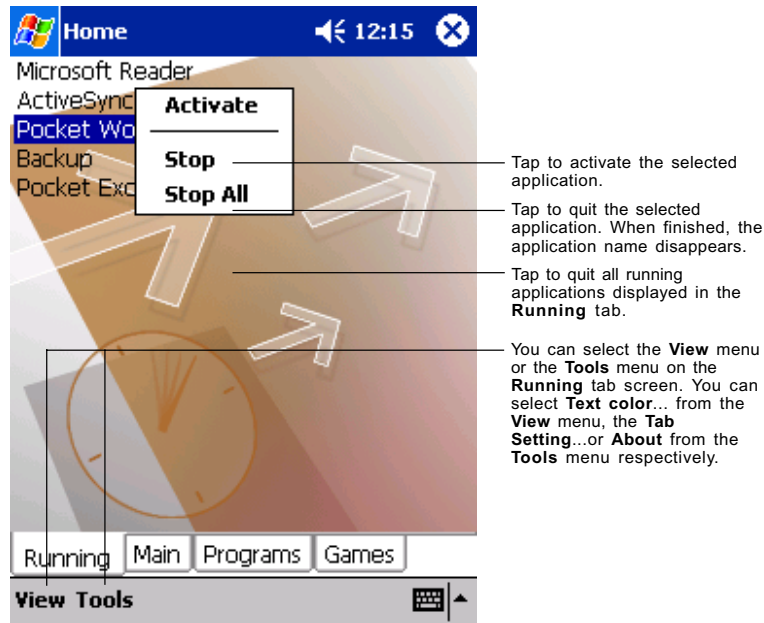 Home 12:15
Microsoft Reader
ActiveSync
Pocket Wo
Backup
Pocket Exc
Activate
Stop
Stop All
Tap to activate the selected
application.
Tap to quit the selected
application. When finished, the
application name disappears.
Tap to quit all running
applications displayed in the
Running tab.
You can select the View menu
or the Tools menu on the
Running tab screen. You can
select Text color... from the
View menu, the Tab
Setting...or About from the
Tools menu respectively.
Running Main Programs Games
View Tools